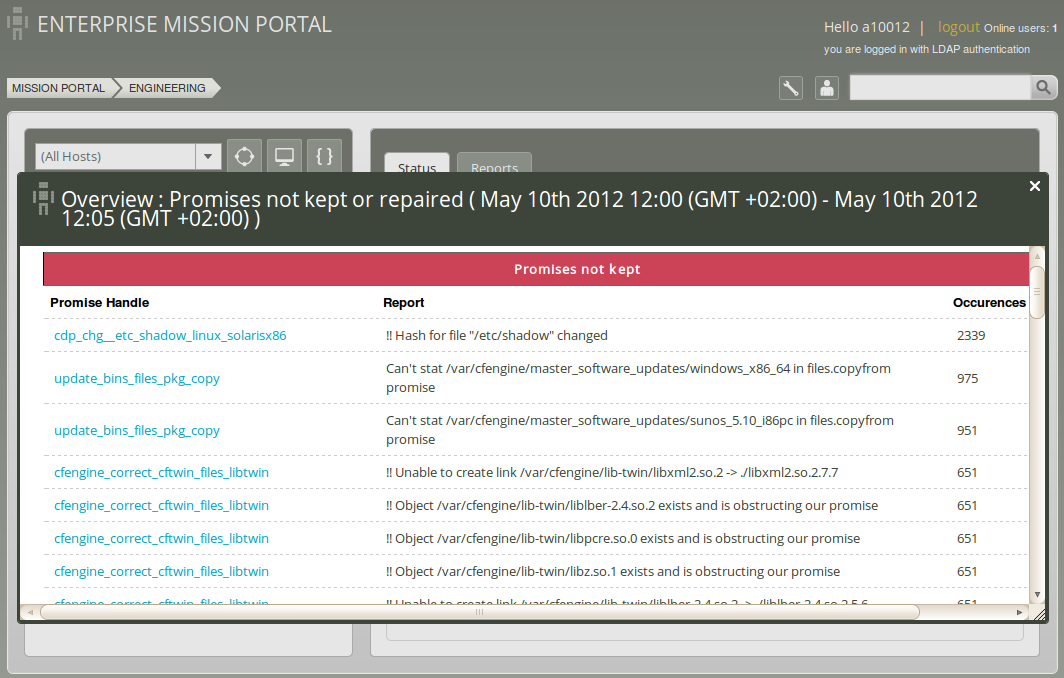 ENTERPRISE MISSION PORTAL
Hello a10012 | logout Online users: 1
you are logged in with LDAP authentication
MISSION PORTAL
ENGINEERING
(All Hosts)
{ }
Status
Reports
Overview : Promises not kept or repaired ( May 10th 2012 12:00 (GMT +02:00) - May 10th 2012
12:05 (GMT +02:00) )
Promises not kept
Promise Handle Report Occurences
cdp_chg__etc_shadow_linux_solarisx86 !! Hash for file "/etc/shadow" changed 2339
update_bins_files_pkg_copy Can't stat /var/cfengine/master_software_updates/windows_x86_64 in files.copyfrom promise 975
update_bins_files_pkg_copy Can't stat /var/cfengine/master_software_updates/sunos_5.10_i86pc in files.copyfrom promise 951
cfengine_correct_cftwin_files_libtwin !! Unable to create link /var/cfengine/lib-twin/libxml2.so.2 -> ./libxml2.so.2.7.7 651
cfengine_correct_cftwin_files_libtwin !! Object /var/cfengine/lib-twin/liblber-2.4.so.2 exists and is obstructing our promise 651
cfengine_correct_cftwin_files_libtwin !! Object /var/cfengine/lib-twin/libpcre.so.0 exists and is obstructing our promise 651
cfengine_correct_cftwin_files_libtwin !! Object /var/cfengine/lib-twin/libz.so.1 exists and is obstructing our promise 651
cfengine_correct_cftwin_files_libtwin !! Unable to create link /var/cfengine/lib-twin/liblber-2.4.so.2 -> ./liblber-2.4.so.2.5.6 651